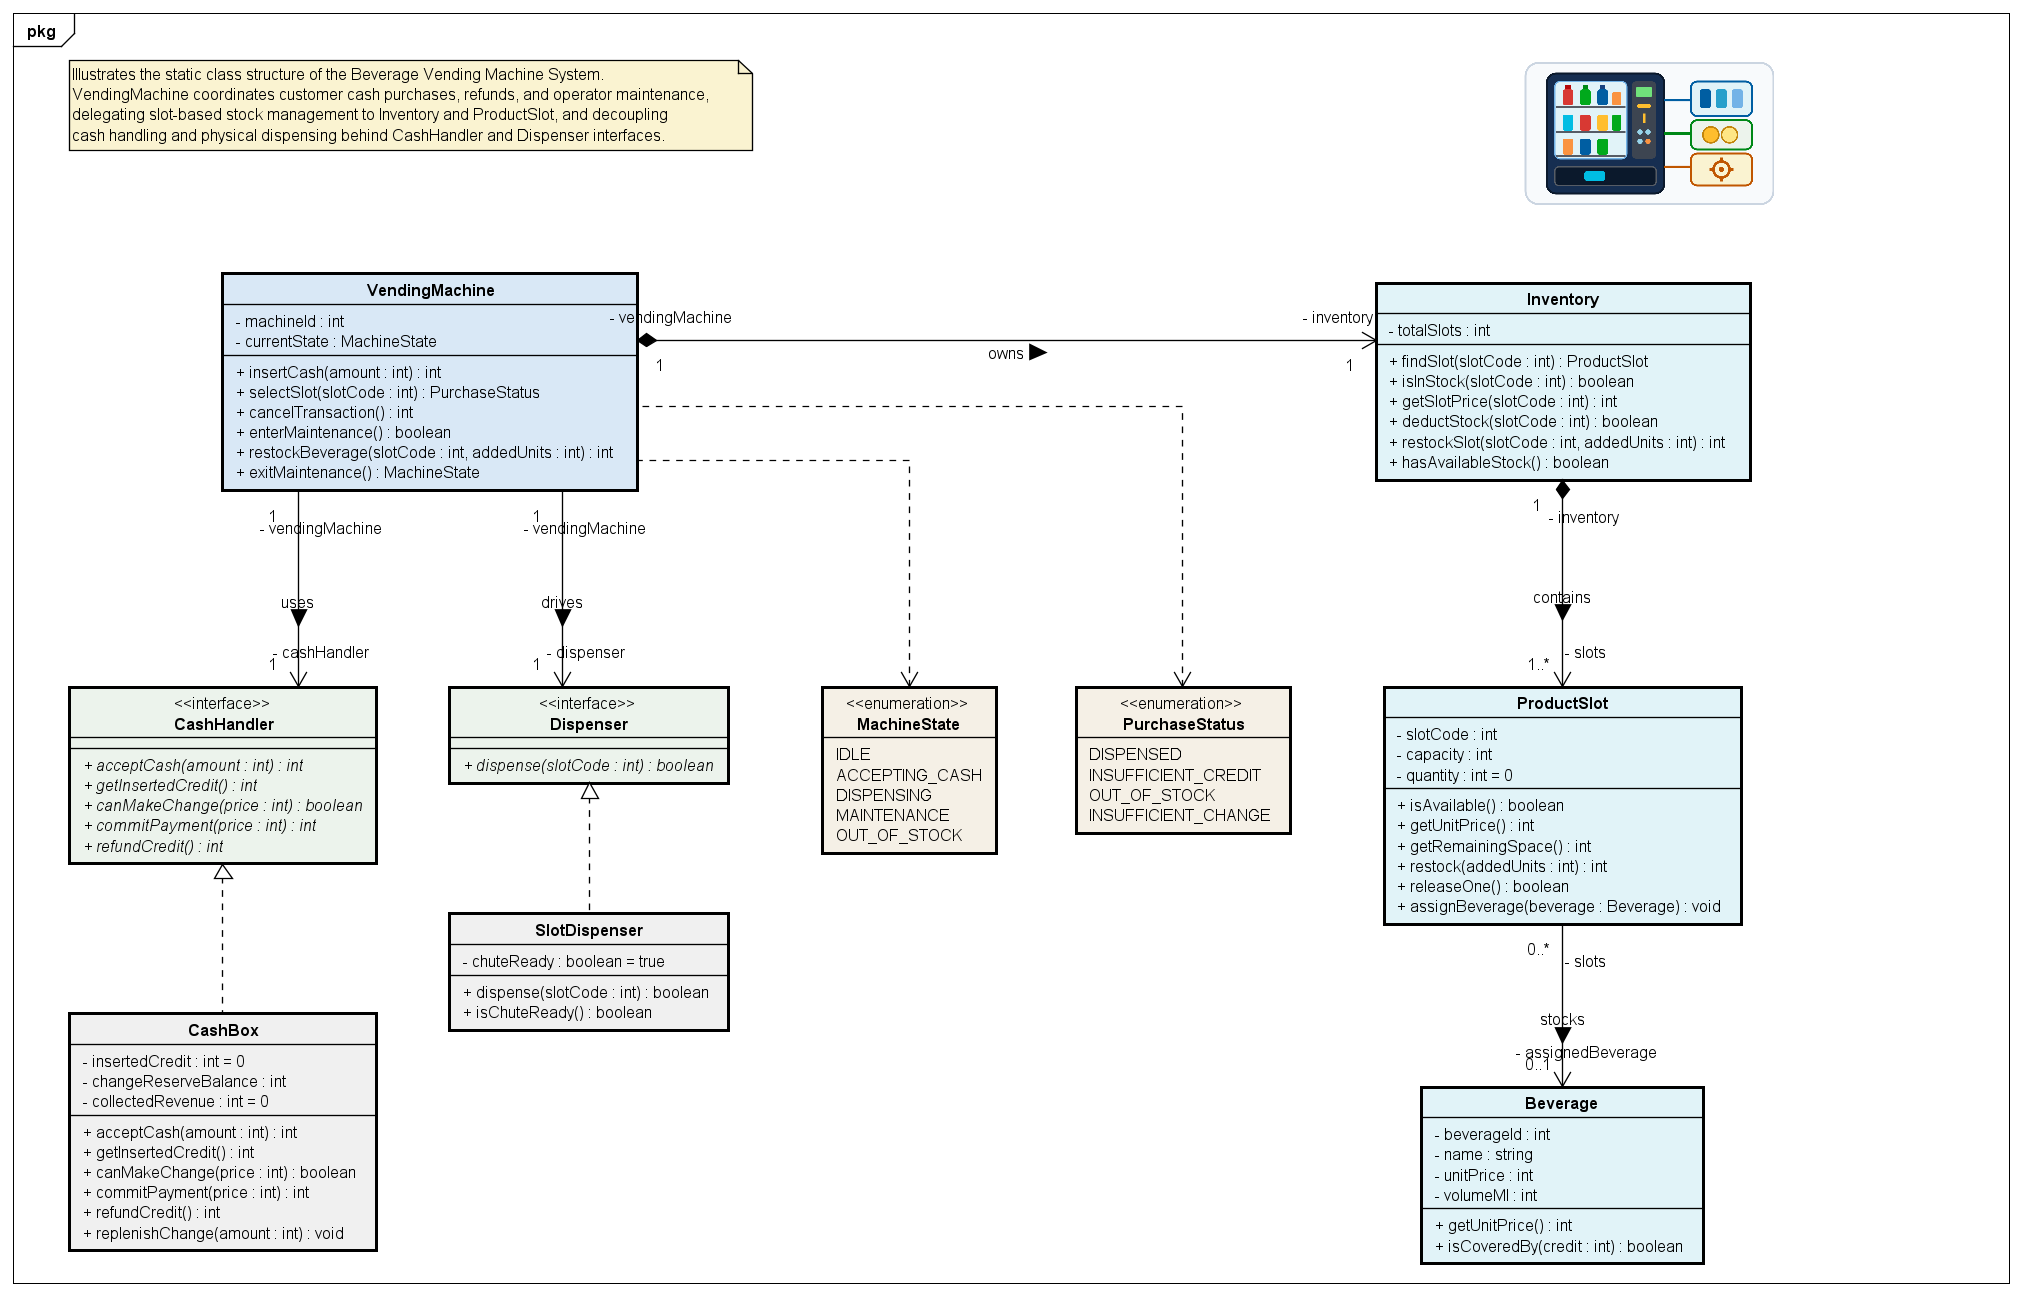 pkg
Illustrates the static class structure of the Beverage Vending Machine System.
VendingMachine coordinates customer cash purchases, refunds, and operator maintenance,
delegating slot-based stock management to Inventory and ProductSlot, and decoupling
cash handling and physical dispensing behind CashHandler and Dispenser interfaces.
VendingMachine
- machineId : int
- currentState : MachineState
+ insertCash(amount : int) : int
+ selectSlot(slotCode : int) : PurchaseStatus
+ cancelTransaction() : int
+ enterMaintenance() : boolean
+ restockBeverage(slotCode : int, addedUnits : int) : int
+ exitMaintenance() : MachineState
- vendingMachine
1
owns
- inventory
1
Inventory
- totalSlots : int
+ findSlot(slotCode : int) : ProductSlot
+ isInStock(slotCode : int) : boolean
+ getSlotPrice(slotCode : int) : int
+ deductStock(slotCode : int) : boolean
+ restockSlot(slotCode : int, addedUnits : int) : int
+ hasAvailableStock() : boolean
1
- vendingMachine
uses
- cashHandler
1
1
- vendingMachine
drives
- dispenser
1
1
- inventory
contains
- slots
1..*
<<interface>>
CashHandler
+ acceptCash(amount : int) : int
+ getInsertedCredit() : int
+ canMakeChange(price : int) : boolean
+ commitPayment(price : int) : int
+ refundCredit() : int
<<interface>>
Dispenser
+ dispense(slotCode : int) : boolean
<<enumeration>>
MachineState
IDLE
ACCEPTING_CASH
DISPENSING
MAINTENANCE
OUT_OF_STOCK
<<enumeration>>
PurchaseStatus
DISPENSED
INSUFFICIENT_CREDIT
OUT_OF_STOCK
INSUFFICIENT_CHANGE
ProductSlot
- slotCode : int
- capacity : int
- quantity : int = 0
+ isAvailable() : boolean
+ getUnitPrice() : int
+ getRemainingSpace() : int
+ restock(addedUnits : int) : int
+ releaseOne() : boolean
+ assignBeverage(beverage : Beverage) : void
SlotDispenser
- chuteReady : boolean = true
+ dispense(slotCode : int) : boolean
+ isChuteReady() : boolean
0..*
- slots
stocks
- assignedBeverage
0..1
CashBox
- insertedCredit : int = 0
- changeReserveBalance : int
- collectedRevenue : int = 0
+ acceptCash(amount : int) : int
+ getInsertedCredit() : int
+ canMakeChange(price : int) : boolean
+ commitPayment(price : int) : int
+ refundCredit() : int
+ replenishChange(amount : int) : void
Beverage
- beverageId : int
- name : string
- unitPrice : int
- volumeMl : int
+ getUnitPrice() : int
+ isCoveredBy(credit : int) : boolean